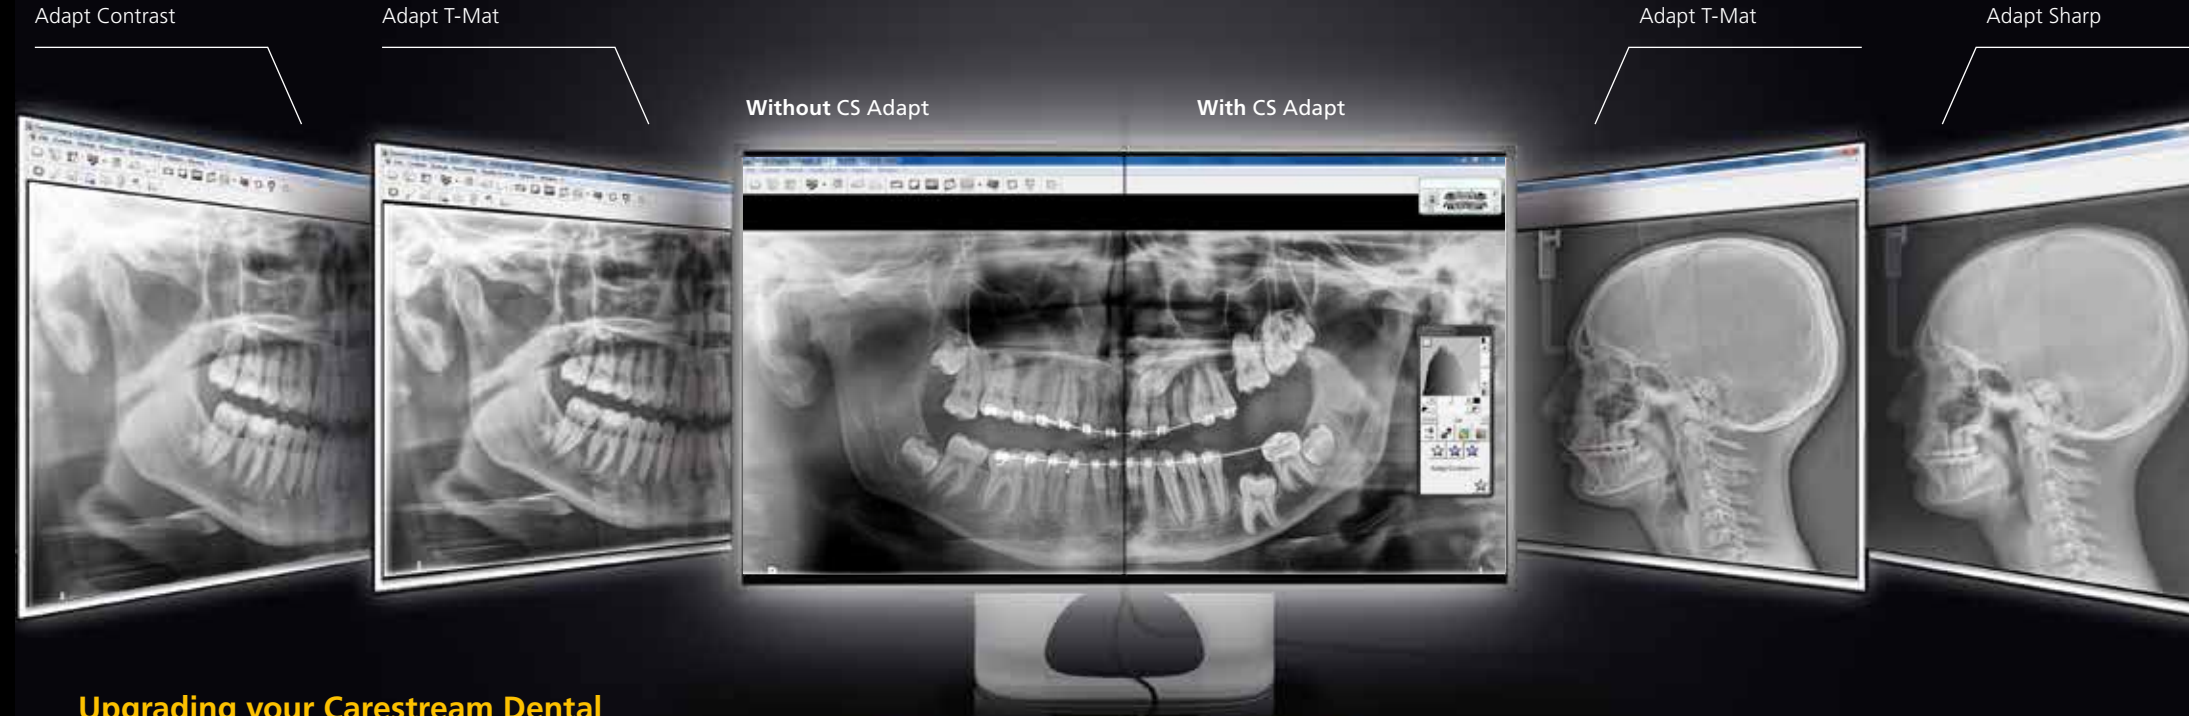 Adapt Contrast
Adapt T-Mat
Adapt T-Mat
Adapt Sharp
Without CS Adapt
With CS Adapt
Upgrading your Carestream Dental